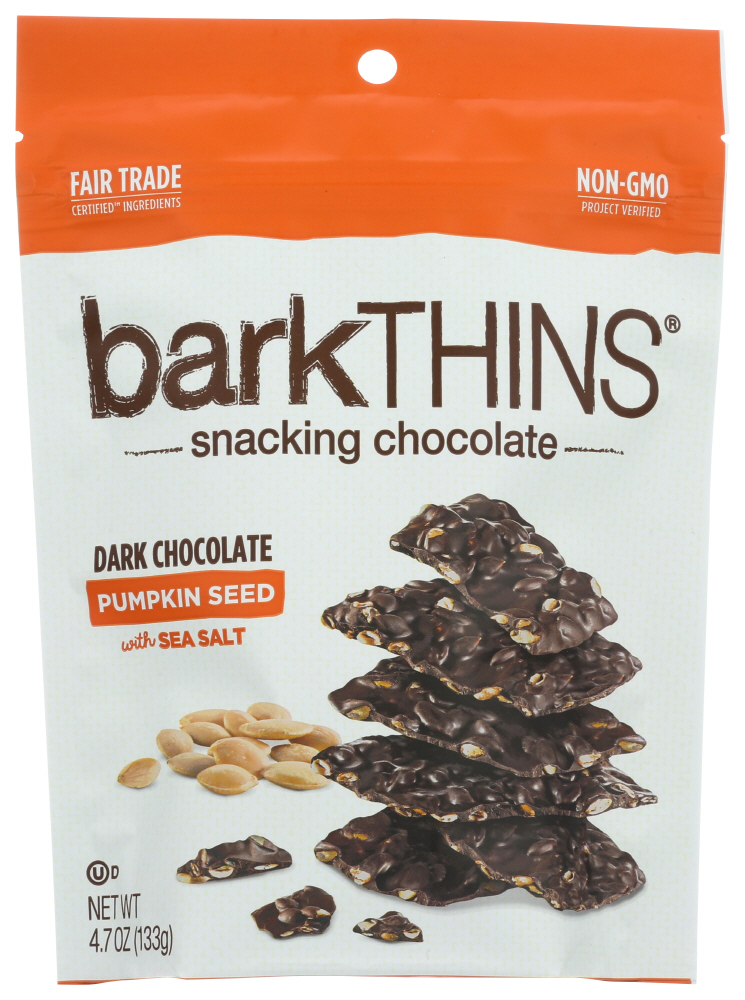 FAIR TRADE
CERTIFIED™ INGREDIENTS
NON-GMO
PROJECT VERIFIED
barkTHINS®
snacking chocolate
DARK CHOCOLATE
PUMPKIN SEED
with SEA SALT
U D
NET WT
4.7 OZ (133g)